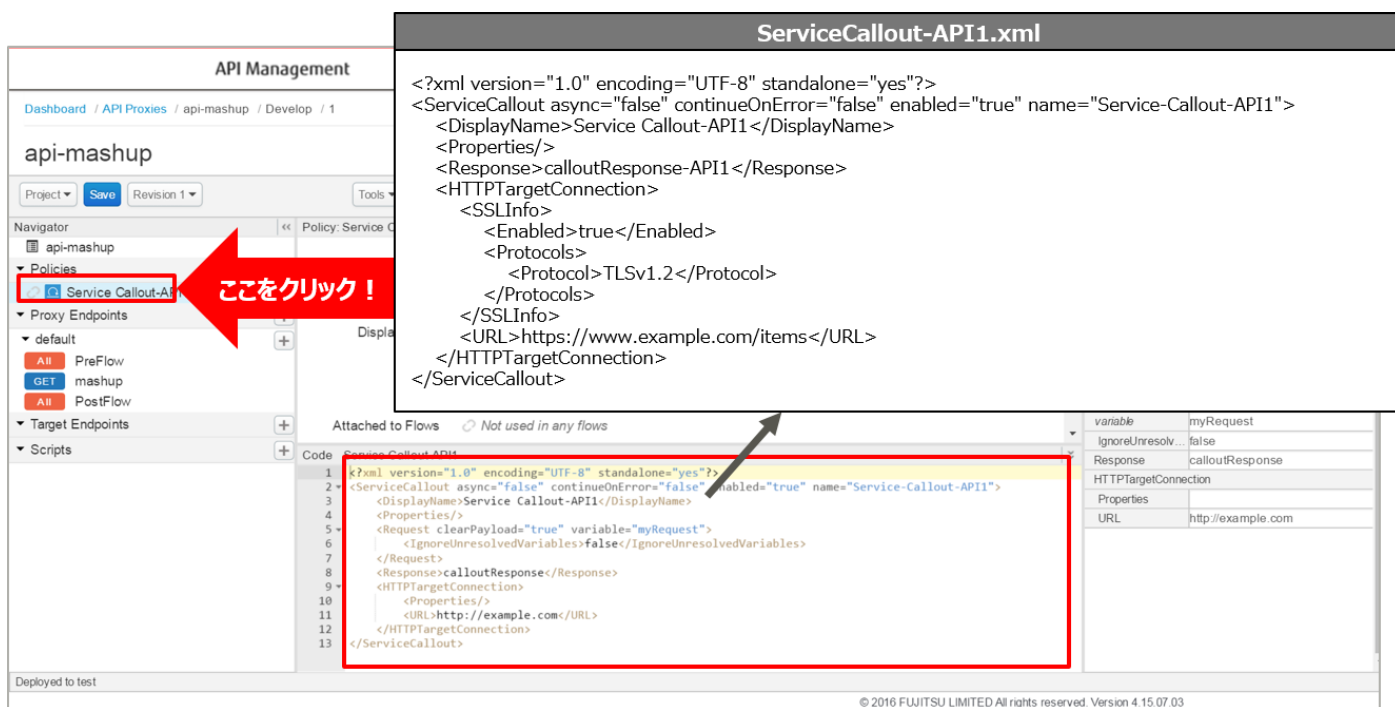 ServiceCallout-API1.xml
<?xml version="1.0" encoding="UTF-8" standalone="yes"?>
<ServiceCallout async="false" continueOnError="false" enabled="true" name="Service-Callout-API1">
<DisplayName>Service Callout-API1</DisplayName>
<Properties/>
<Response>calloutResponse-API1</Response>
<HTTPTargetConnection>
<SSLInfo>
<Enabled>true</Enabled>
<Protocols>
<Protocol>TLSv1.2</Protocol>
</Protocols>
</SSLInfo>
<URL>https://www.example.com/items</URL>
</HTTPTargetConnection>
</ServiceCallout>
API Management
Dashboard / API Proxies / api-mashup / Develop / 1
api-mashup
Project Save Revision 1 Tools
Navigator « Policy: Service C
api-mashup
Policies
Service Callout-AP
ここをクリック！
Proxy Endpoints
default +
Displa
All PreFlow
GET mashup
All PostFlow
Target Endpoints +
Scripts +
Attached to Flows Not used in any flows
Code Service Callout-API1
1 <?xml version="1.0" encoding="UTF-8" standalone="yes"?>
2 <ServiceCallout async="false" continueOnError="false" enabled="true" name="Service-Callout-API1">
3 <DisplayName>Service Callout-API1</DisplayName>
4 <Properties/>
5 <Request clearPayload="true" variable="myRequest">
6 <IgnoreUnresolvedVariables>false</IgnoreUnresolvedVariables>
7 </Request>
8 <Response>calloutResponse</Response>
9 <HTTPTargetConnection>
10 <Properties/>
11 <URL>http://example.com</URL>
12 </HTTPTargetConnection>
13 </ServiceCallout>
variable myRequest
IgnoreUnresolv... false
Response calloutResponse
HTTPTargetConnection
Properties
URL http://example.com
Deployed to test
© 2016 FUJITSU LIMITED All rights reserved. Version 4.15.07.03